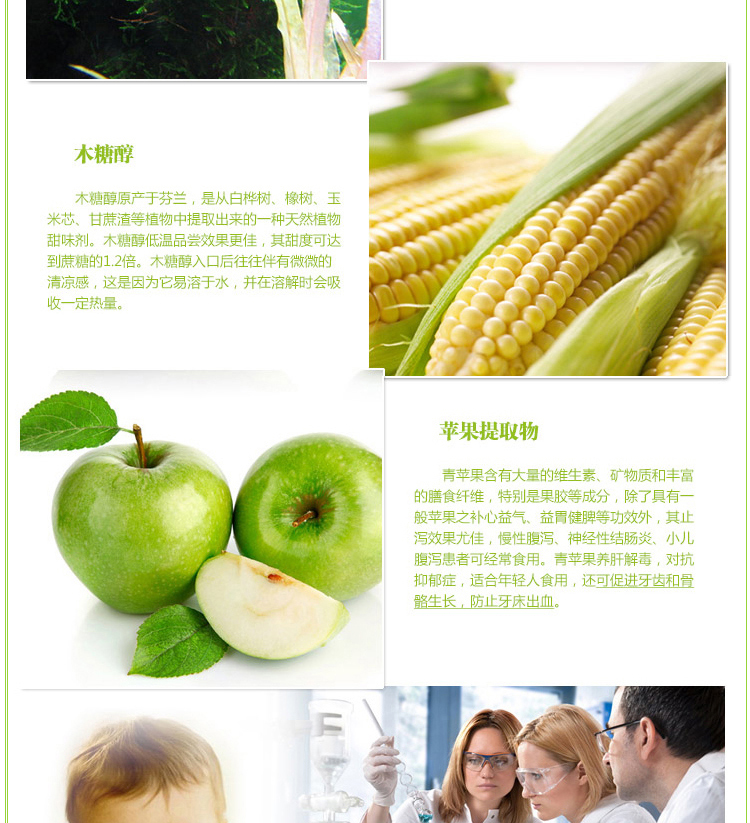 木糖醇
木糖醇原产于芬兰，是从白桦树、橡树、玉
米芯、甘蔗渣等植物中提取出来的一种天然植物
甜味剂。木糖醇低温品尝效果更佳，其甜度可达
到蔗糖的1.2倍。木糖醇入口后往往伴有微微的
清凉感，这是因为它易溶于水，并在溶解时会吸
收一定热量。
苹果提取物
青苹果含有大量的维生素、矿物质和丰富
的膳食纤维，特别是果胶等成分，除了具有一
般苹果之补心益气、益胃健脾等功效外，其止
泻效果尤佳，慢性腹泻、神经性结肠炎、小儿
腹泻患者可经常食用。青苹果养肝解毒，对抗
抑郁症，适合年轻人食用，还可促进牙齿和骨
骼生长，防止牙床出血。